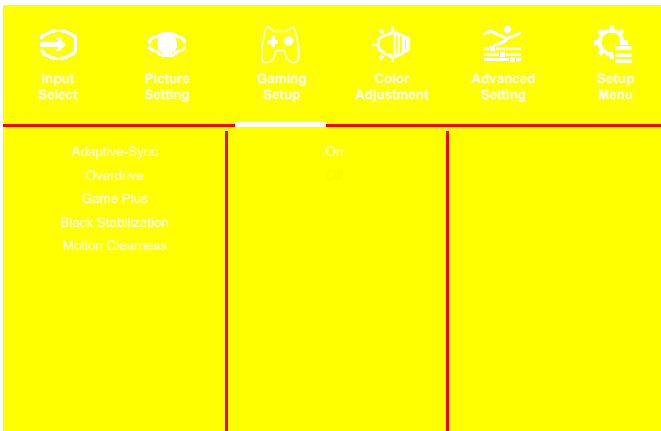 Input Select
Picture Setting
Gaming Setup
Color Adjustment
Advanced Setting
Setup Menu
Adaptive-Sync
On
Overdrive
Off
Game Plus
Black Stabilization
Motion Clearness